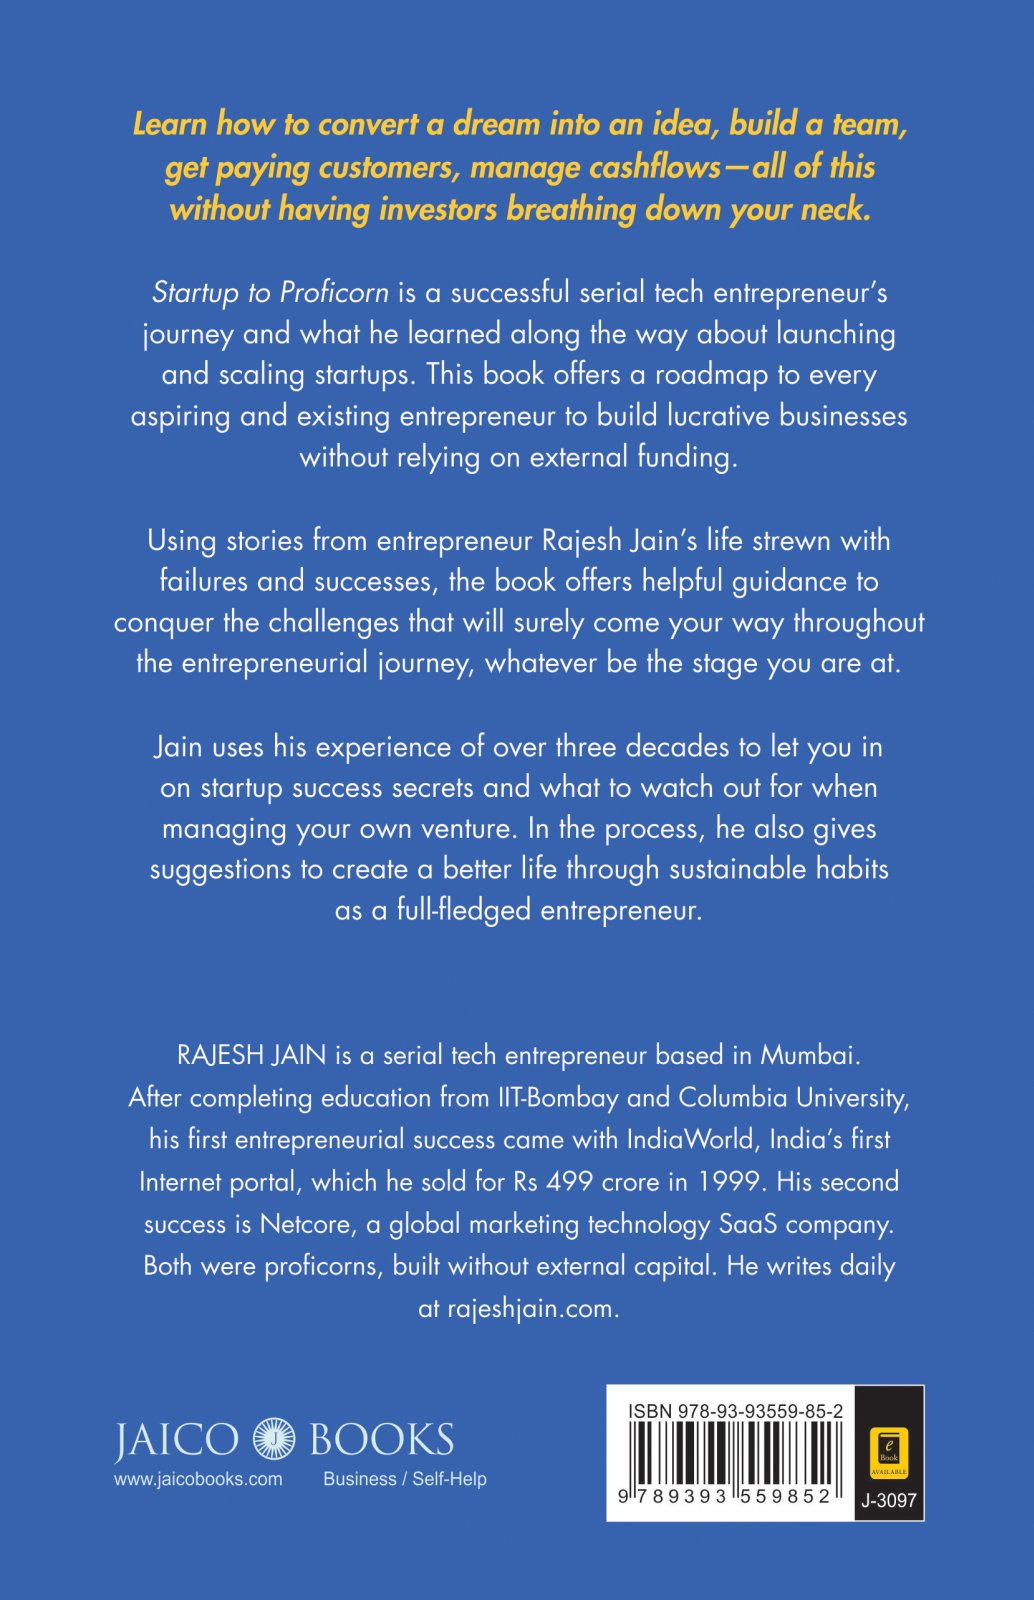 Learn how to convert a dream into an idea, build a team,
get paying customers, manage cashflows—all of this
without having investors breathing down your neck.
Startup to Proficorn is a successful serial tech entrepreneur's
journey and what he learned along the way about launching
and scaling startups. This book offers a roadmap to every
aspiring and existing entrepreneur to build lucrative businesses
without relying on external funding.
Using stories from entrepreneur Rajesh Jain's life strewn with
failures and successes, the book offers helpful guidance to
conquer the challenges that will surely come your way throughout
the entrepreneurial journey, whatever be the stage you are at.
Jain uses his experience of over three decades to let you in
on startup success secrets and what to watch out for when
managing your own venture. In the process, he also gives
suggestions to create a better life through sustainable habits
as a full-fledged entrepreneur.
RAJESH JAIN is a serial tech entrepreneur based in Mumbai.
After completing education from IIT-Bombay and Columbia University,
his first entrepreneurial success came with IndiaWorld, India's first
Internet portal, which he sold for Rs 499 crore in 1999. His second
success is Netcore, a global marketing technology SaaS company.
Both were proficorns, built without external capital. He writes daily
at rajeshjain.com.
JAICO J BOOKS
www.jaicobooks.com Business / Self-Help
ISBN 978-93-93559-85-2
9 789393 559852
e
Book
AVAILABLE
J-3097